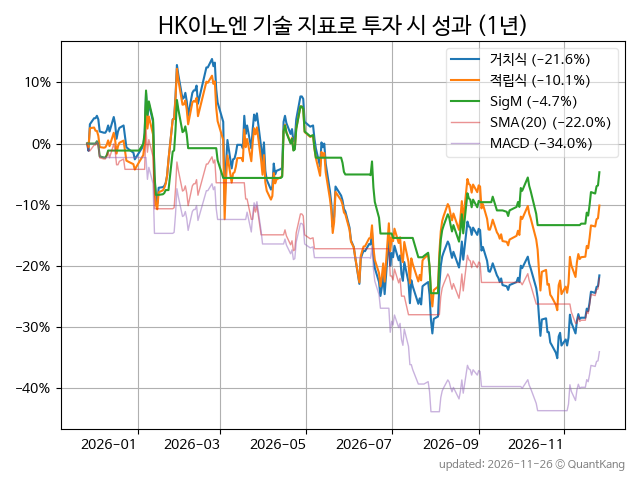 HK이노엔 기술 지표로 투자 시 성과 (1년)
거치식 (−21.6%)
적립식 (−10.1%)
SigM (−4.7%)
SMA(20) (−22.0%)
MACD (−34.0%)
10%
0%
−10%
−20%
−30%
−40%
2026-01 2026-03 2026-05 2026-07 2026-09 2026-11
updated: 2026-11-26 © QuantKang